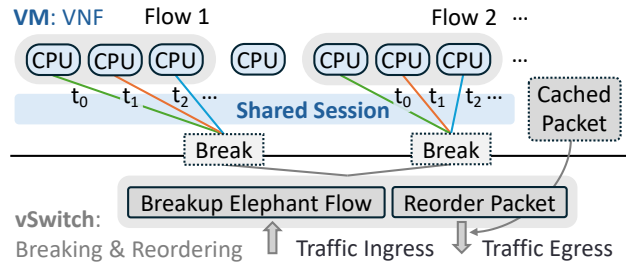 VM: VNF Flow 1 Flow 2 ...
CPU CPU CPU ... CPU CPU CPU CPU ...
t0 t1 t2 ... t0 t1 t2 ...
Shared Session
Cached
Packet
Break Break
Breakup Elephant Flow Reorder Packet
vSwitch:
Breaking & Reordering Traffic Ingress Traffic Egress